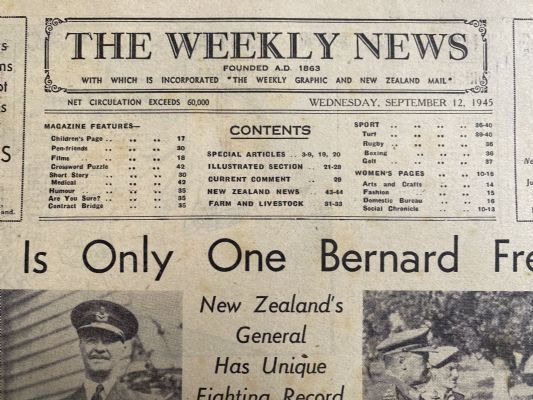 THE WEEKLY NEWS
FOUNDED A.D. 1863
WITH WHICH IS INCORPORATED "THE WEEKLY GRAPHIC AND NEW ZEALAND MAIL"
NET CIRCULATION EXCEEDS 60,000
WEDNESDAY, SEPTEMBER 12, 1945
MAGAZINE FEATURES—
Children's Page .. .. .. 17
Pen-friends .. .. .. 30
Films .. .. .. 18
Crossword Puzzle .. .. 42
Short Story .. .. .. 30
Medical .. .. .. 42
Humour .. .. .. 35
Are You Sure? .. .. .. 35
Contract Bridge .. .. 35
CONTENTS
SPECIAL ARTICLES .. 3-9, 19, 20
ILLUSTRATED SECTION .. 21-28
CURRENT COMMENT .. .. 29
NEW ZEALAND NEWS .. 43-44
FARM AND LIVESTOCK .. 31-33
SPORT .. .. .. .. 36-40
Turf .. .. .. .. 39-40
Rugby .. .. .. .. 36
Boxing .. .. .. .. 36
Golf .. .. .. .. 37
WOMEN'S PAGES .. .. 10-16
Arts and Crafts .. .. 14
Fashion .. .. .. 15
Domestic Bureau .. .. 16
Social Chronicle .. .. 10-13
Is Only One Bernard Fre
New Zealand's
General
Has Unique
Fighting Record